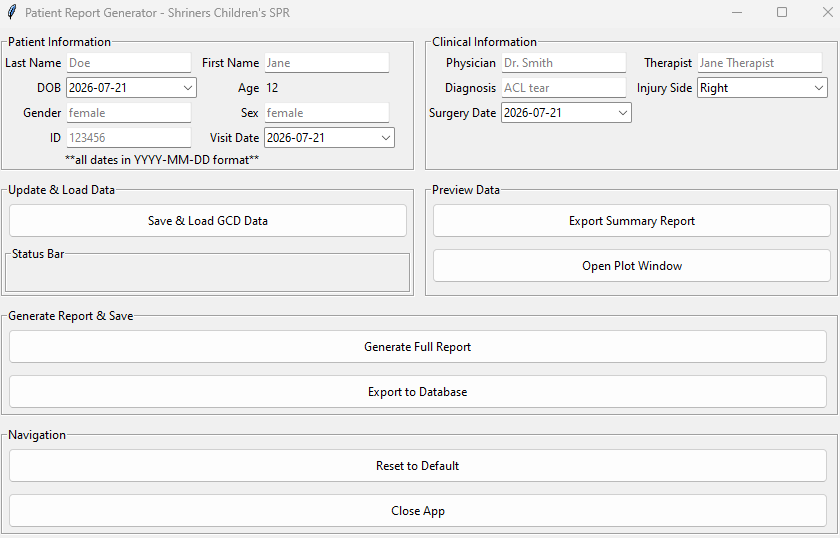 Patient Report Generator - Shriners Children's SPR
Patient Information
Last Name Doe First Name Jane
DOB 2026-07-21 Age 12
Gender female Sex female
ID 123456 Visit Date 2026-07-21
**all dates in YYYY-MM-DD format**
Clinical Information
Physician Dr. Smith Therapist Jane Therapist
Diagnosis ACL tear Injury Side Right
Surgery Date 2026-07-21
Update & Load Data
Save & Load GCD Data
Status Bar
Preview Data
Export Summary Report
Open Plot Window
Generate Report & Save
Generate Full Report
Export to Database
Navigation
Reset to Default
Close App